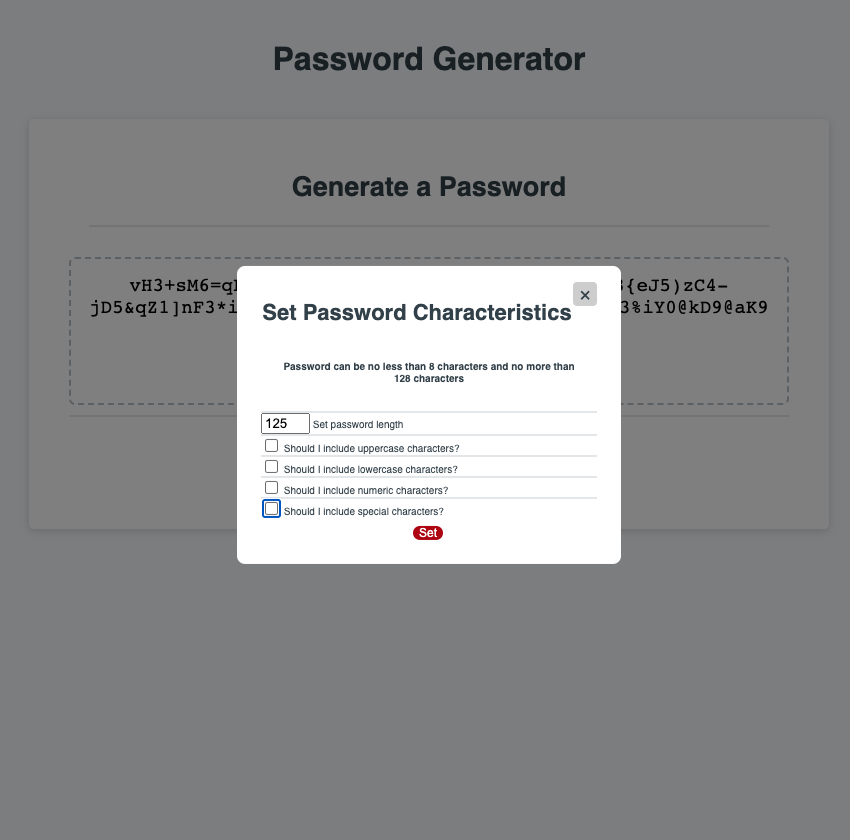 Password Generator
Generate a Password
vH3+sM6=q
{eJ5)zC4-
jD5&qZ1]nF3*i
3%iY0@kD9@aK9
×
Set Password Characteristics
Password can be no less than 8 characters and no more than
128 characters
125 Set password length
Should I include uppercase characters?
Should I include lowercase characters?
Should I include numeric characters?
Should I include special characters?
Set